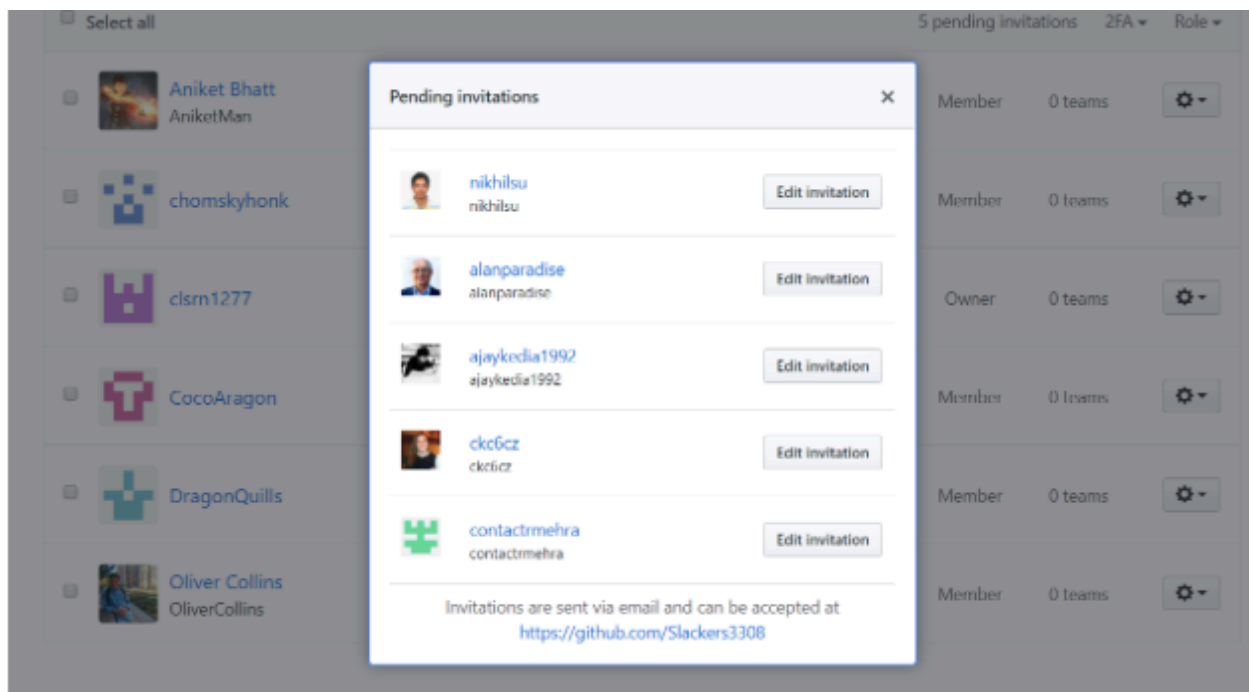 Select all
5 pending invitations 2FA Role
Aniket Bhatt
AniketMan
Member 0 teams
chomskyhonk
Member 0 teams
clsrn1277
Owner 0 teams
CocoAragon
Member 0 teams
DragonQuills
Member 0 teams
Oliver Collins
OliverCollins
Member 0 teams
Pending invitations ×
nikhilsu
nikhilsu
Edit invitation
alanparadise
alanparadise
Edit invitation
ajaykedia1992
ajaykedia1992
Edit invitation
ckc6cz
ckc6cz
Edit invitation
contactrmehra
contactrmehra
Edit invitation
Invitations are sent via email and can be accepted at
https://github.com/Slackers3308